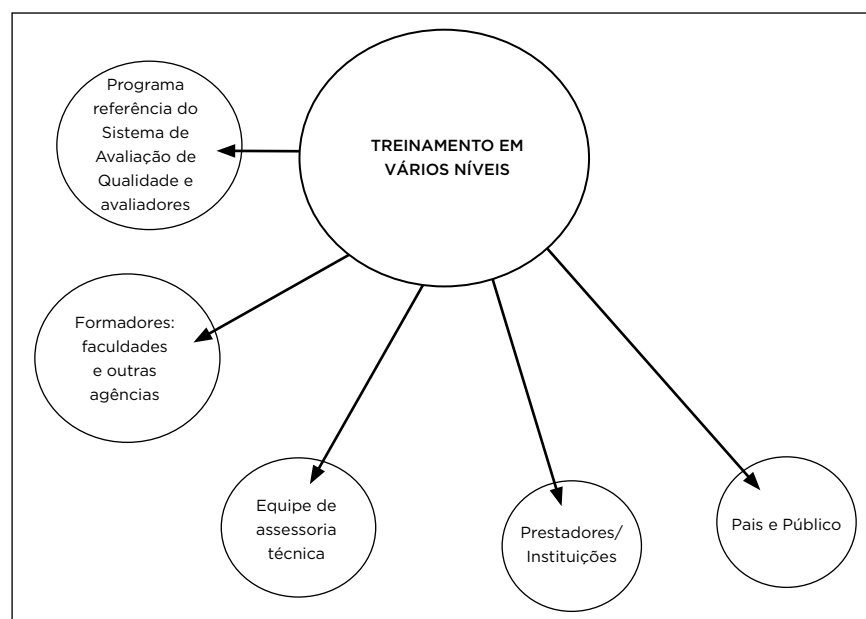 Programa
referência do
Sistema de
Avaliação de
Qualidade e
avaliadores
TREINAMENTO EM
VÁRIOS NÍVEIS
Formadores:
faculdades
e outras
agências
Equipe de
assessoria
técnica
Prestadores/
Instituições
Pais e Público